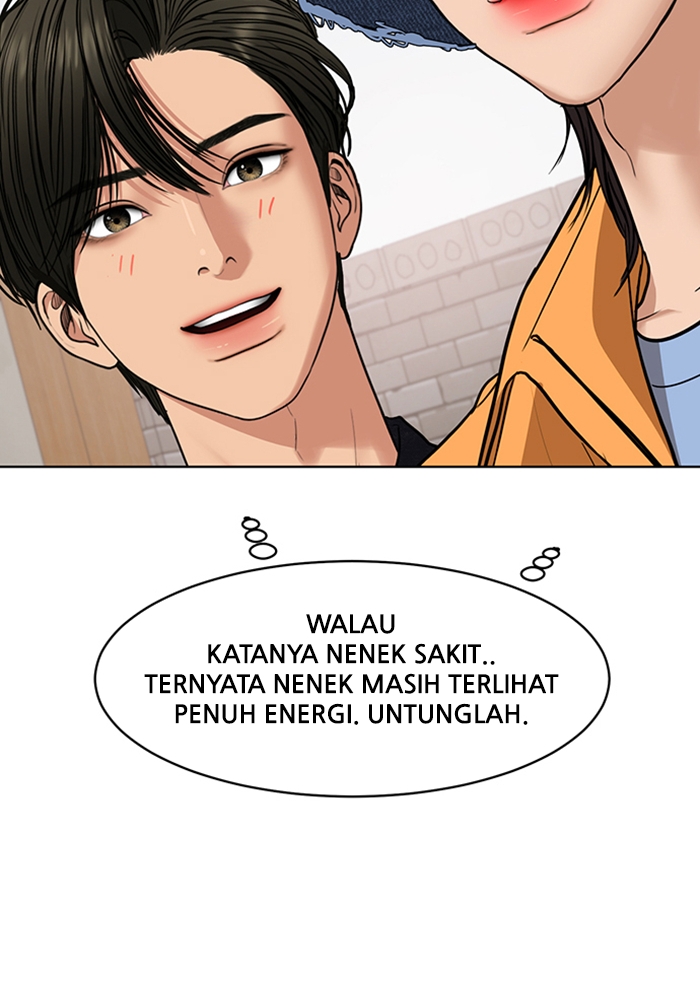 WALAU
KATANYA NENEK SAKIT..
TERNYATA NENEK MASIH TERLIHAT
PENUH ENERGI. UNTUNGLAH.